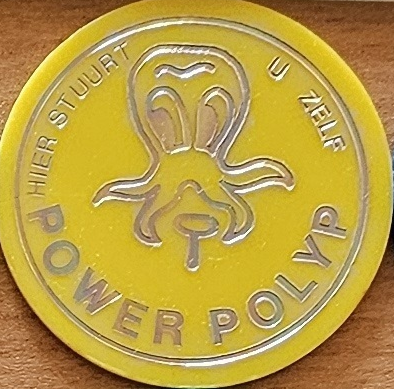 HIER STUURT U ZELF
POWER POLYP